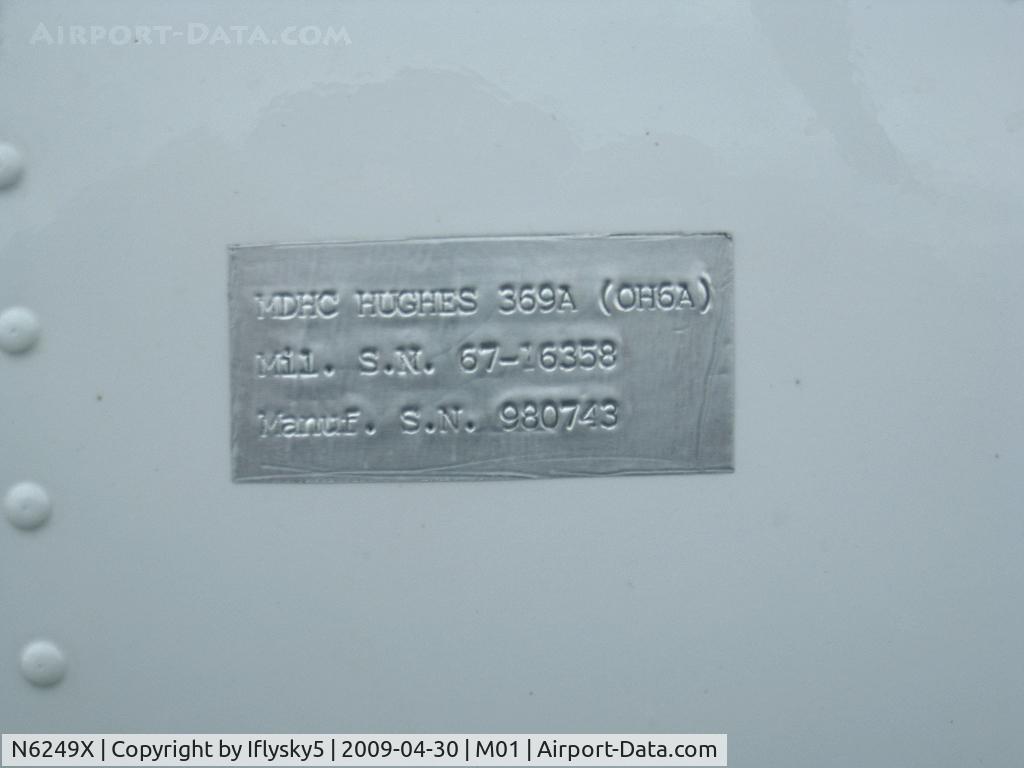 Airport-Data.com
MDHC HUGHES 369A (OH6A)
Mil. S.N. 67-16358
Manuf. S.N. 980743
N6249X | Copyright by Iflysky5 | 2009-04-30 | M01 | Airport-Data.com